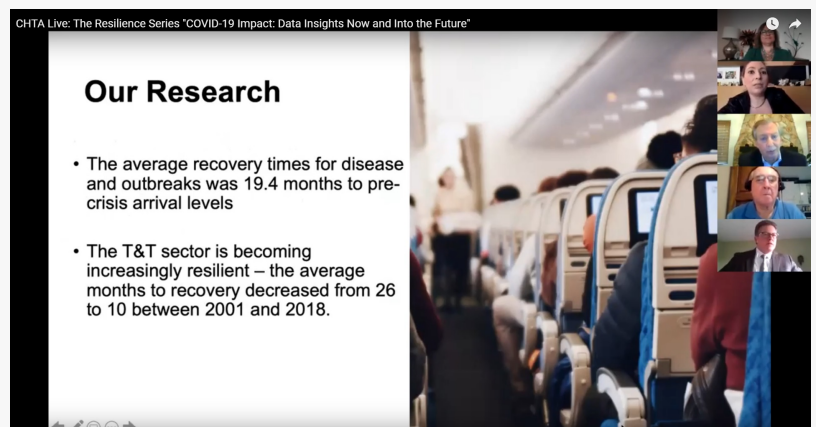 CHTA Live: The Resilience Series "COVID-19 Impact: Data Insights Now and Into the Future"
Our Research
• The average recovery times for disease
and outbreaks was 19.4 months to pre-
crisis arrival levels
• The T&T sector is becoming
increasingly resilient – the average
months to recovery decreased from 26
to 10 between 2001 and 2018.